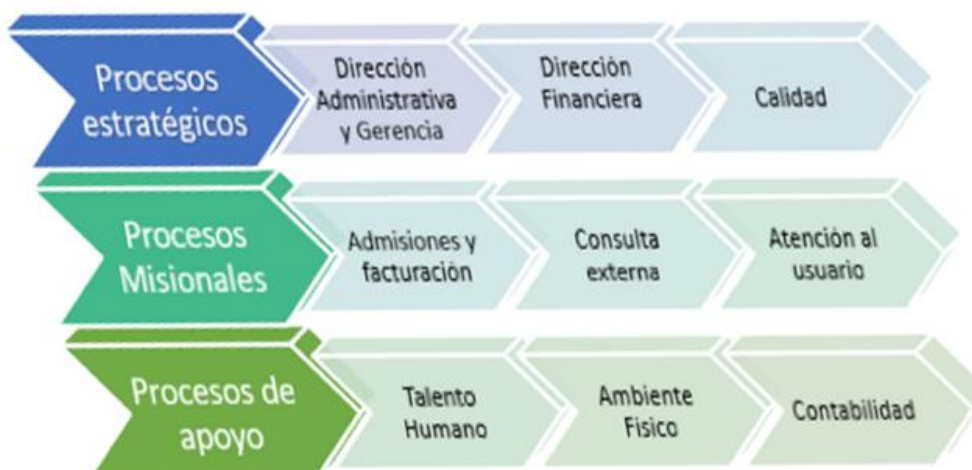 Procesos
estratégicos
Dirección
Administrativa
y Gerencia
Dirección
Financiera
Calidad
Procesos
Misionales
Admisiones y
facturación
Consulta
externa
Atención al
usuario
Procesos de
apoyo
Talento
Humano
Ambiente
Fisico
Contabilidad